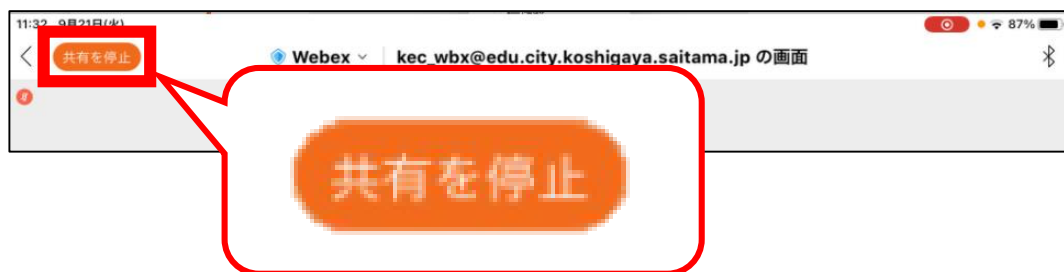 11:32 9月21日(火) 87%
共有を停止 Webex kec_wbx@edu.city.koshigaya.saitama.jp の画面
共有を停止